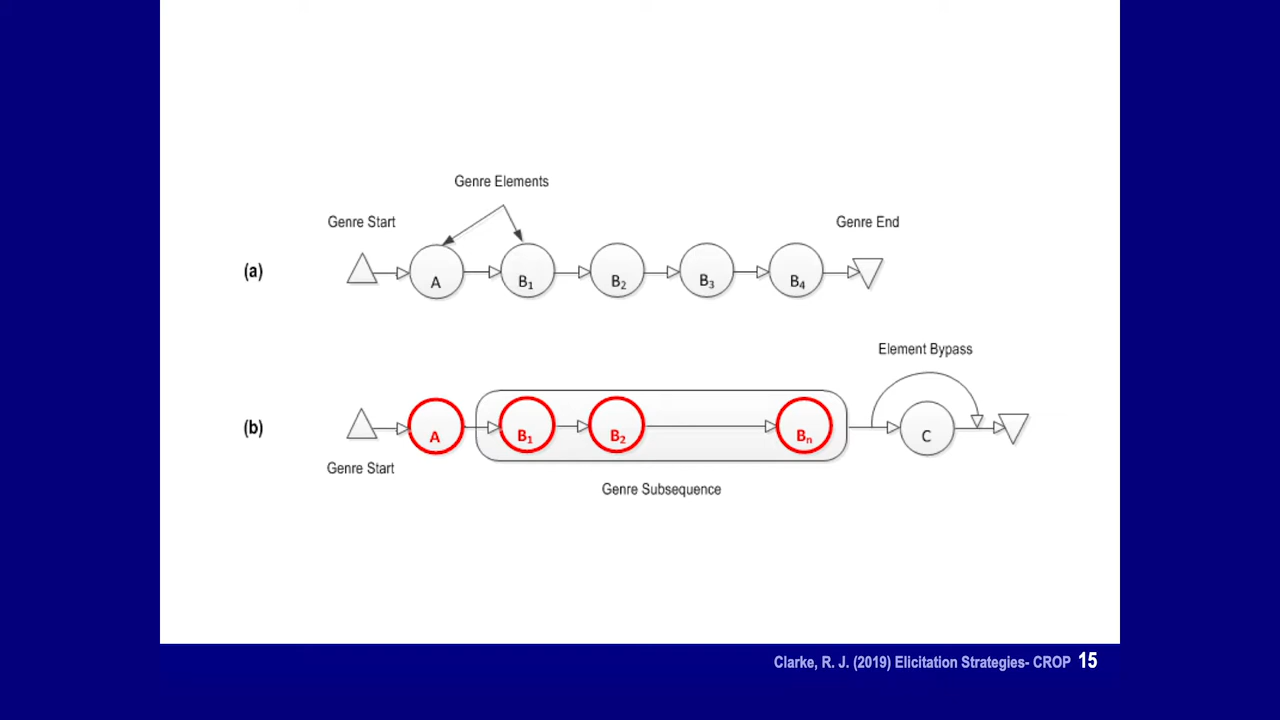 Genre Elements
Genre Start
Genre End
(a)
A
B₁
B₂
B₃
B₄
Element Bypass
(b)
A
B₁
B₂
Bₙ
C
Genre Start
Genre Subsequence
Clarke, R. J. (2019) Elicitation Strategies- CROP 15